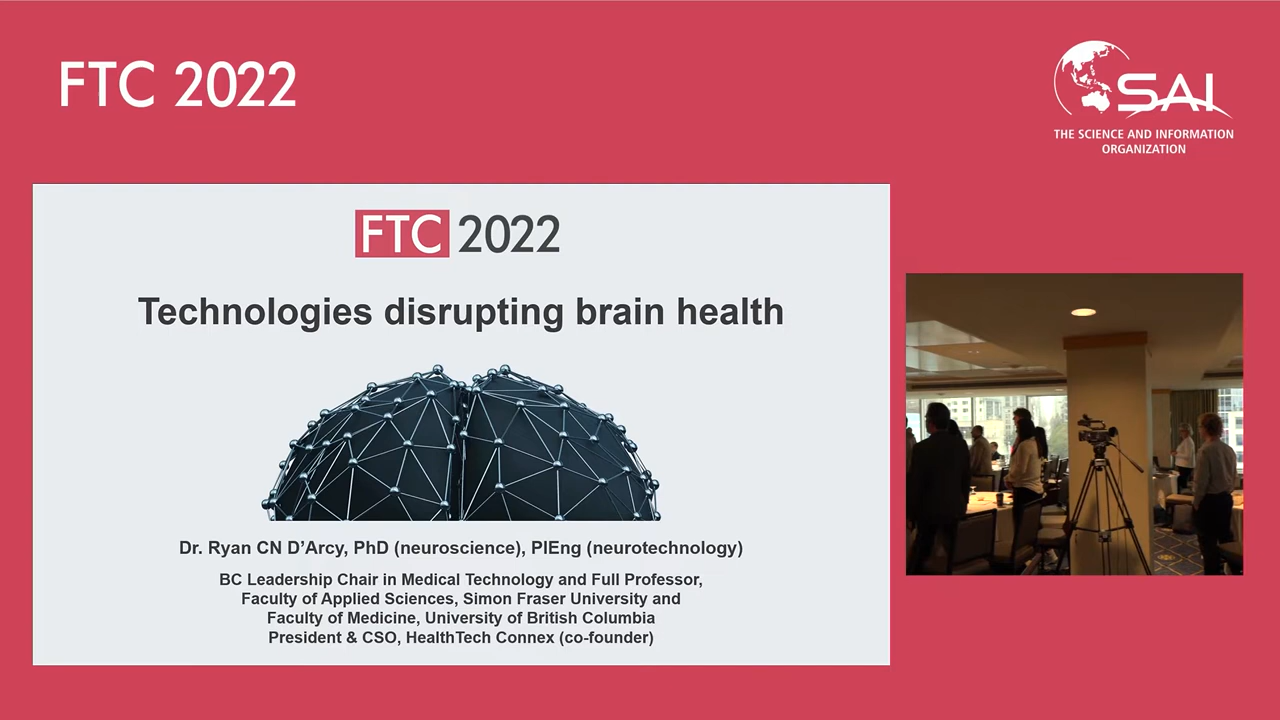 FTC 2022
SAI
THE SCIENCE AND INFORMATION
ORGANIZATION
FTC 2022
Technologies disrupting brain health
Dr. Ryan CN D’Arcy, PhD (neuroscience), PlEng (neurotechnology)
BC Leadership Chair in Medical Technology and Full Professor,
Faculty of Applied Sciences, Simon Fraser University and
Faculty of Medicine, University of British Columbia
President & CSO, HealthTech Connex (co-founder)